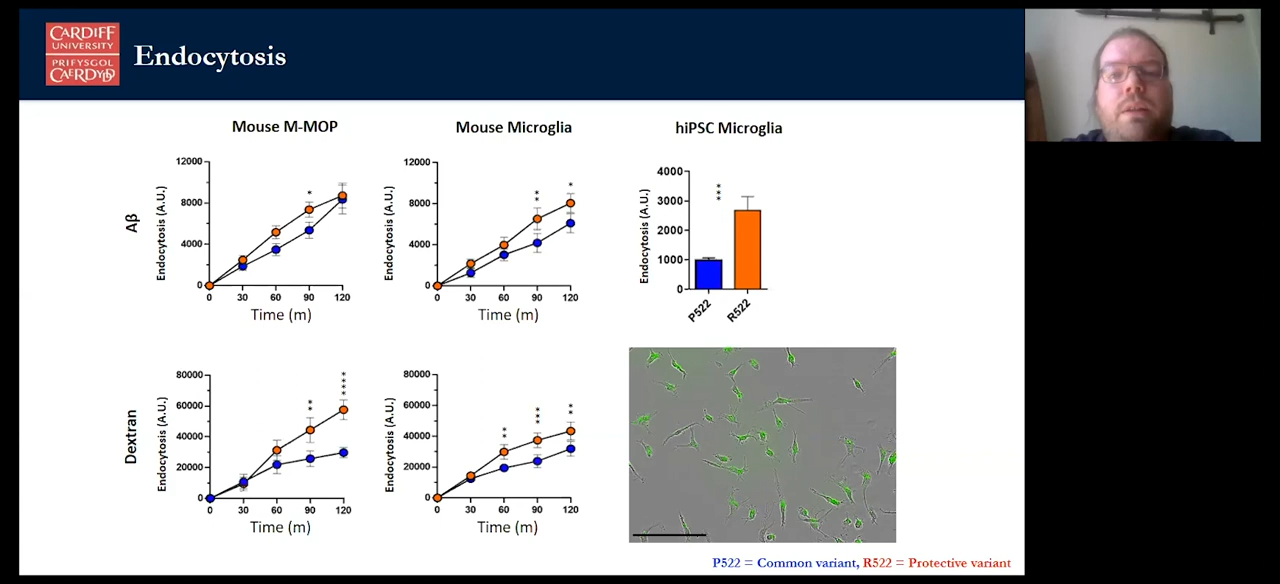 CARDIFF
UNIVERSITY
PRIFYSGOL
CAERDYDD
Endocytosis
Mouse M-MOP
Mouse Microglia
hiPSC Microglia
Aβ
Endocytosis (A.U.)
12000
8000
4000
0
*
0 30 60 90 120
Time (m)
Endocytosis (A.U.)
12000
8000
4000
0
**
*
0 30 60 90 120
Time (m)
Endocytosis (A.U.)
4000
3000
2000
1000
0
***
P522
R522
Dextran
Endocytosis (A.U.)
80000
60000
40000
20000
0
**
****
0 30 60 90 120
Time (m)
Endocytosis (A.U.)
80000
60000
40000
20000
0
**
***
**
0 30 60 90 120
Time (m)
P522 = Common variant, R522 = Protective variant